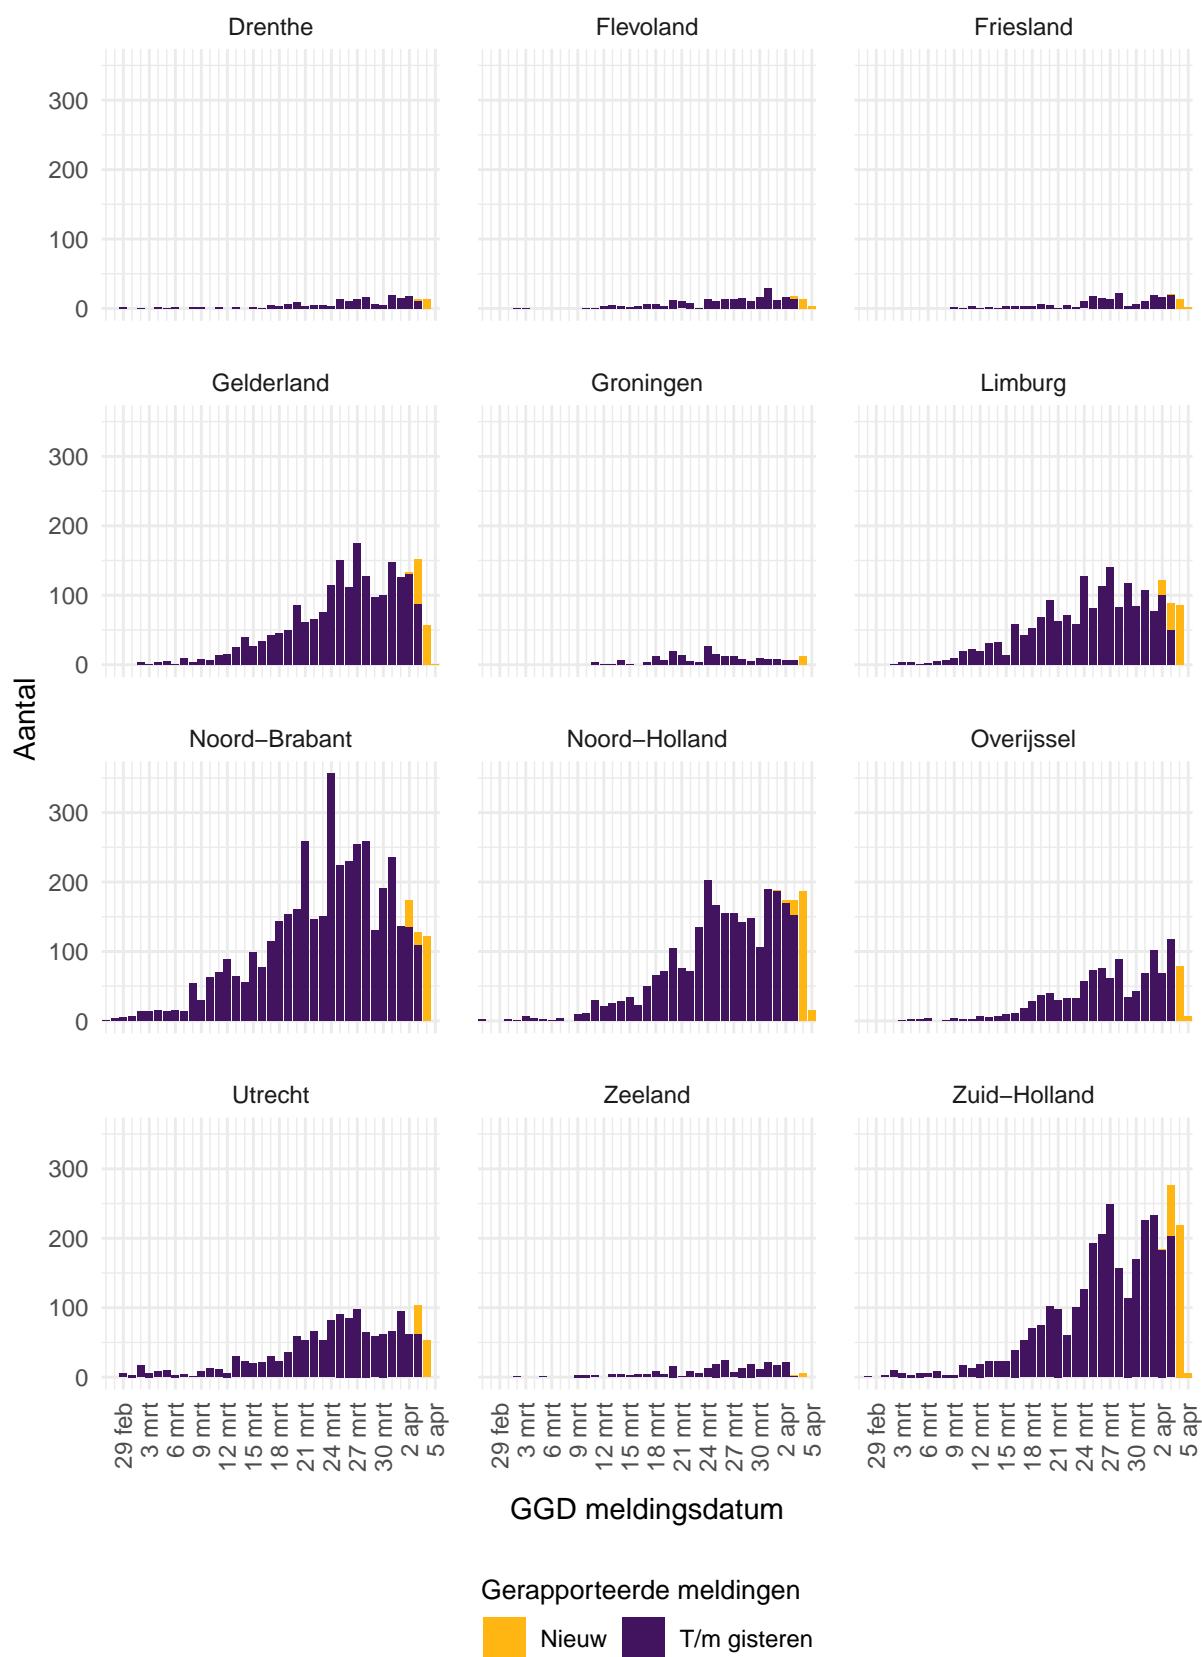 Drenthe Flevoland Friesland
300
200
100
0
Gelderland Groningen Limburg
300
200
100
0
Aantal
Noord–Brabant Noord–Holland Overijssel
300
200
100
0
Utrecht Zeeland Zuid–Holland
300
200
100
0
29 feb 3 mrt 6 mrt 9 mrt 12 mrt 15 mrt 18 mrt 21 mrt 24 mrt 27 mrt 30 mrt 2 apr 5 apr
29 feb 3 mrt 6 mrt 9 mrt 12 mrt 15 mrt 18 mrt 21 mrt 24 mrt 27 mrt 30 mrt 2 apr 5 apr
29 feb 3 mrt 6 mrt 9 mrt 12 mrt 15 mrt 18 mrt 21 mrt 24 mrt 27 mrt 30 mrt 2 apr 5 apr
GGD meldingsdatum
Gerapporteerde meldingen
Nieuw T/m gisteren